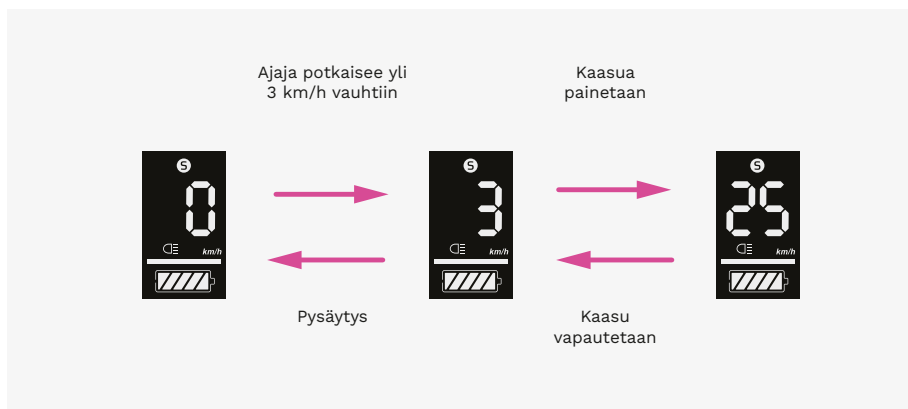 Ajaja potkaisee yli
3 km/h vauhtiin
Kaasua
painetaan
S
0
km/h
S
3
km/h
S
25
km/h
Pysäytys
Kaasu
vapautetaan